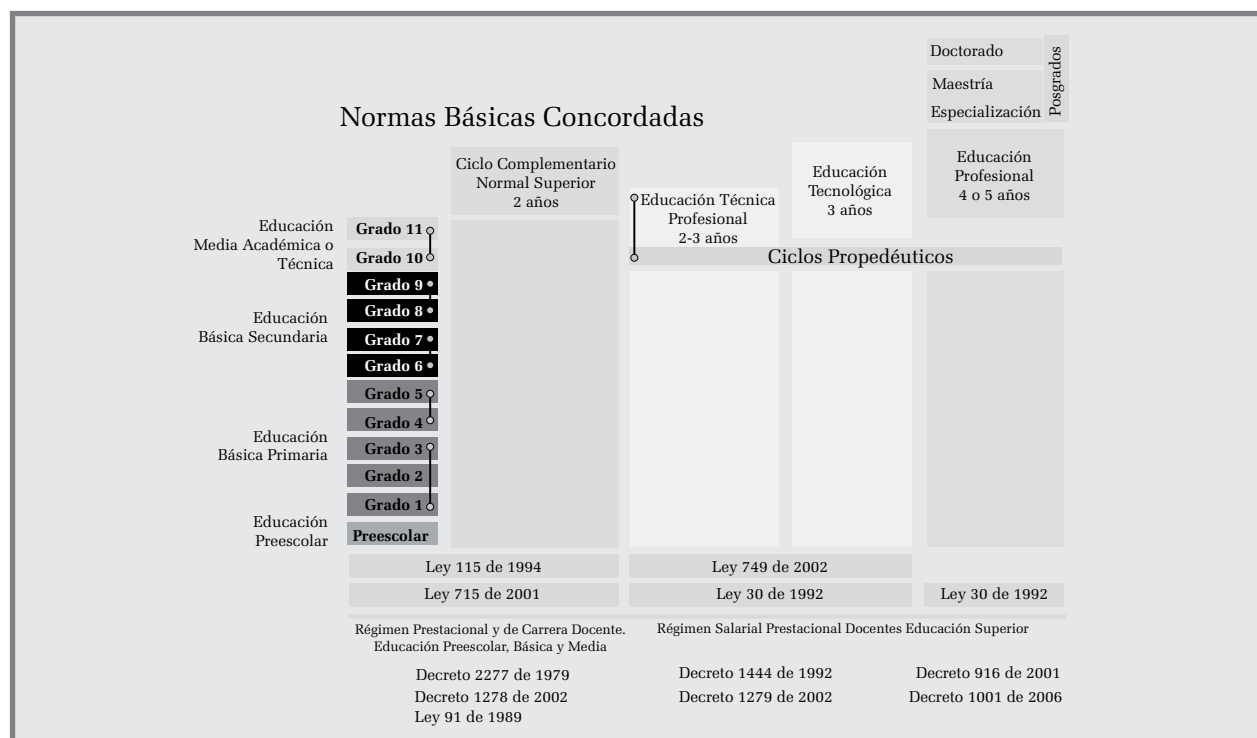 Doctorado
Maestría
Especialización
Posgrados
Normas Básicas Concordadas
Ciclo Complementario
Normal Superior
2 años
Educación Técnica
Profesional
2-3 años
Educación
Tecnológica
3 años
Educación
Profesional
4 o 5 años
Ciclos Propedéuticos
Educación
Media Académica o
Técnica
Grado 11
Grado 10
Educación
Básica Secundaria
Grado 9
Grado 8
Grado 7
Grado 6
Educación
Básica Primaria
Grado 5
Grado 4
Grado 3
Grado 2
Grado 1
Educación
Preescolar
Preescolar
Ley 115 de 1994
Ley 749 de 2002
Ley 715 de 2001
Ley 30 de 1992
Ley 30 de 1992
Régimen Prestacional y de Carrera Docente.
Educación Preescolar, Básica y Media
Régimen Salarial Prestacional Docentes Educación Superior
Decreto 2277 de 1979
Decreto 1278 de 2002
Ley 91 de 1989
Decreto 1444 de 1992
Decreto 1279 de 2002
Decreto 916 de 2001
Decreto 1001 de 2006